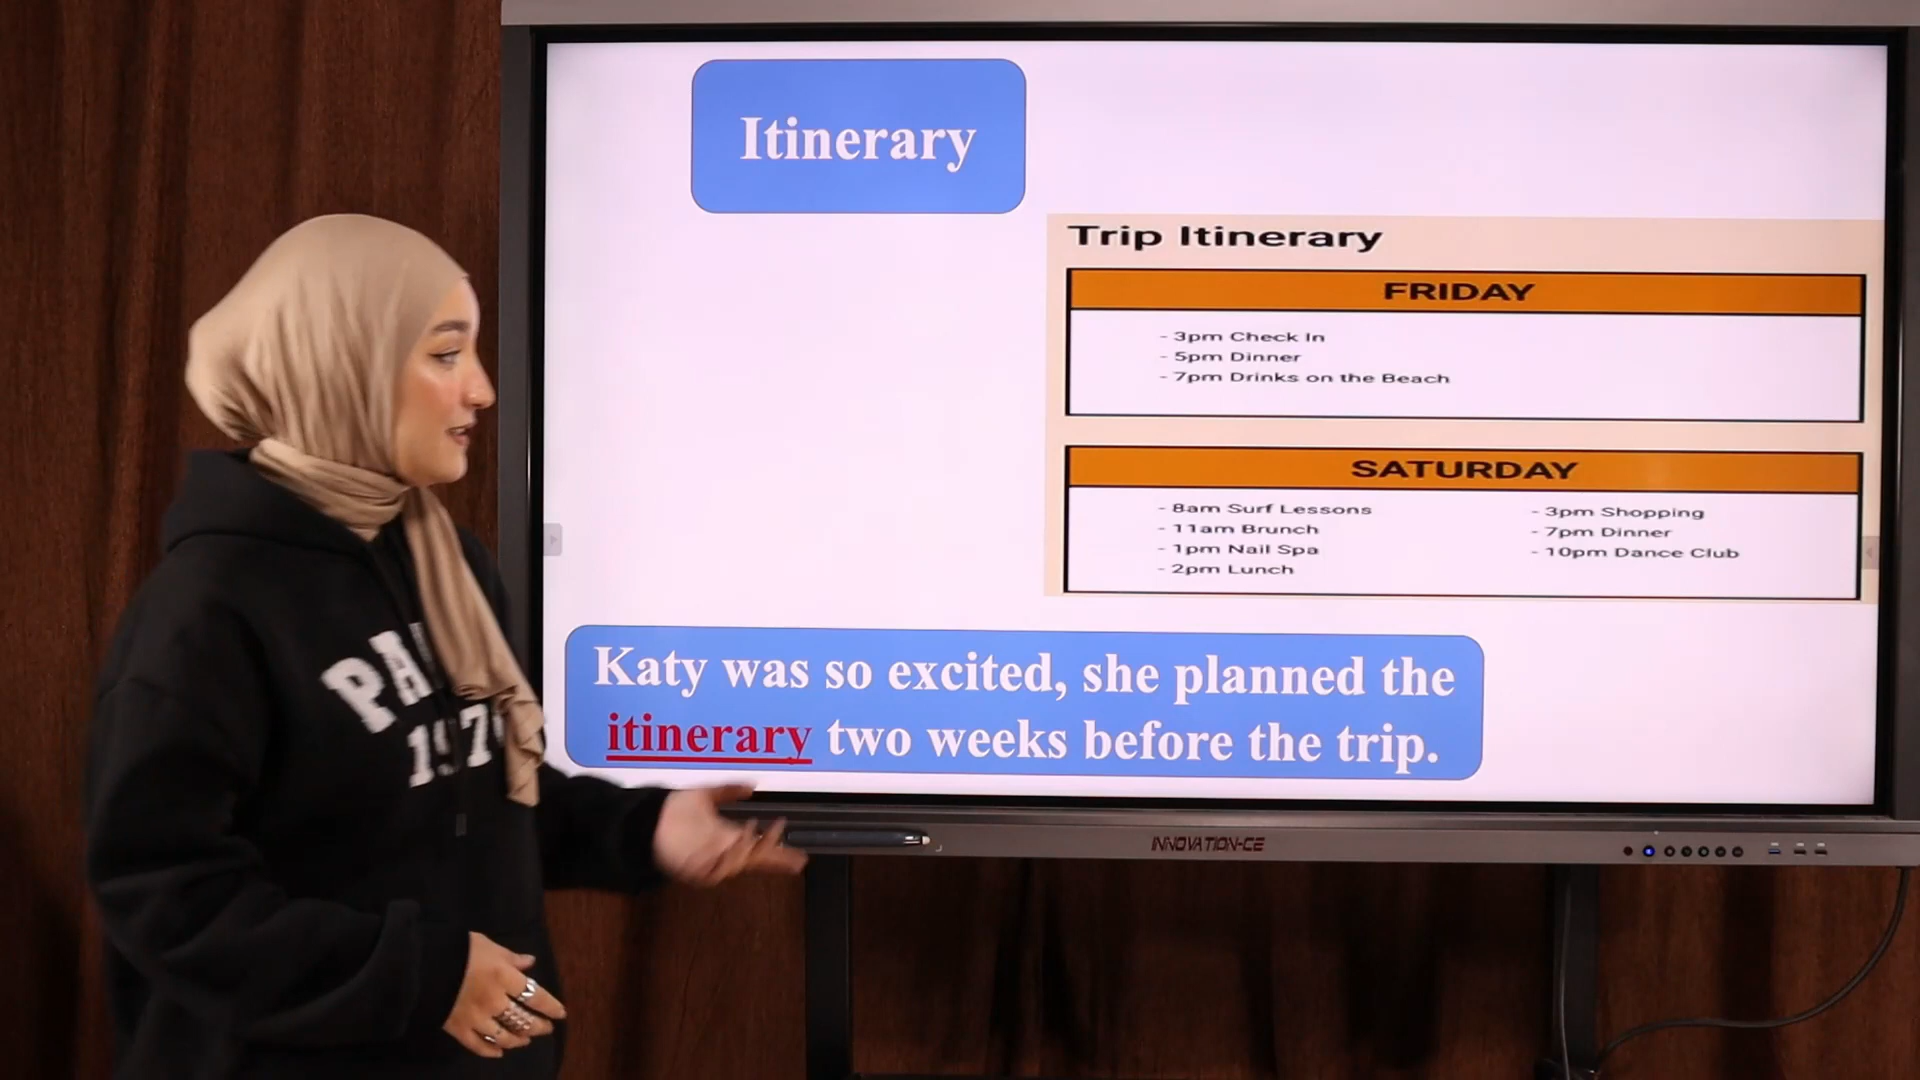 Itinerary
Trip Itinerary
FRIDAY
- 3pm Check In
- 5pm Dinner
- 7pm Drinks on the Beach
SATURDAY
- 8am Surf Lessons
- 11am Brunch
- 1pm Nail Spa
- 2pm Lunch
- 3pm Shopping
- 7pm Dinner
- 10pm Dance Club
Katy was so excited, she planned the
itinerary two weeks before the trip.
INNOVATION-CE